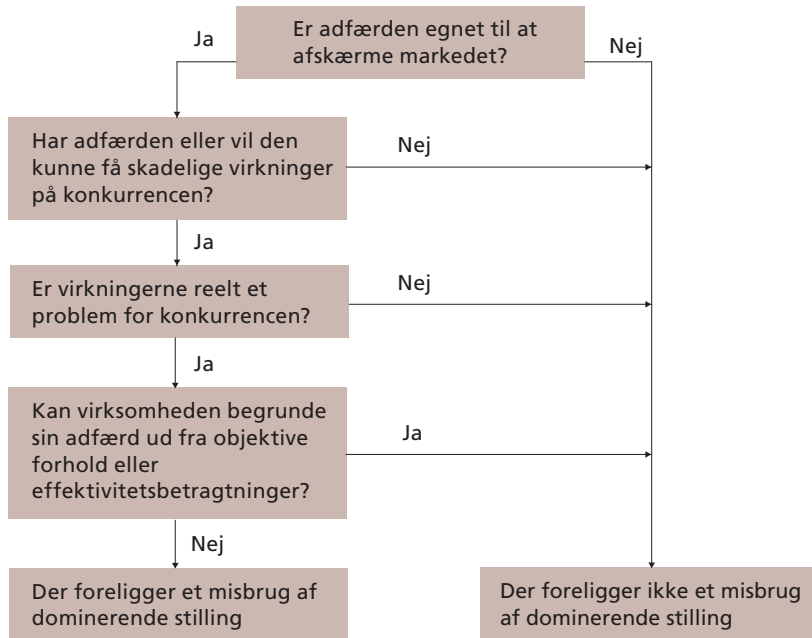 Er adfærden egnet til at
afskærme markedet?
Ja
Nej
Har adfærden eller vil den
kunne få skadelige virkninger
på konkurrencen?
Nej
Ja
Er virkningerne reelt et
problem for konkurrencen?
Nej
Ja
Kan virksomheden begrunde
sin adfærd ud fra objektive
forhold eller
effektivitetsbetragtninger?
Ja
Nej
Der foreligger et misbrug af
dominerende stilling
Der foreligger ikke et misbrug
af dominerende stilling